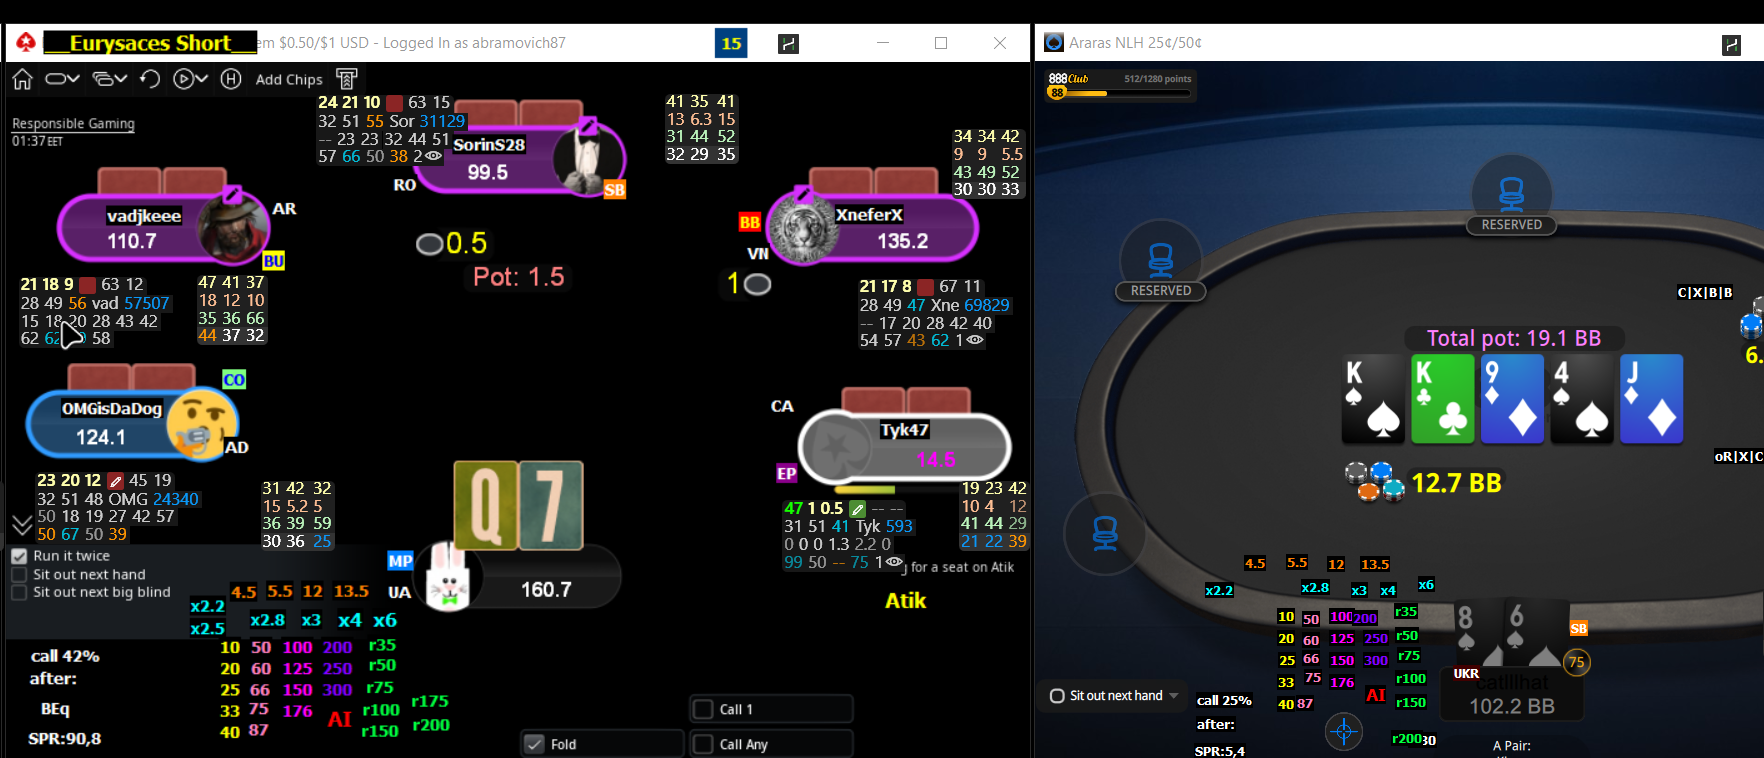 __Eurysaces Short__em $0.50/$1 USD - Logged In as abramovich87
15
Add Chips
Responsible Gaming
01:37 EET
24 21 10 63 15
32 51 55 Sor 31129
-- 23 23 32 44 51
57 66 50 38 2
SorinS28
99.5
RO
SB
41 35 41
13 6.3 15
31 44 52
32 29 35
34 34 42
9 9 5.5
43 49 52
30 30 33
vadjkeee
110.7
AR
BU
0.5
Pot: 1.5
BB
VN
1
XneferX
135.2
21 18 9 63 12
28 49 56 vad 57507
15 18 20 28 43 42
62 58
47 41 37
18 12 10
35 36 66
44 37 32
21 17 8 67 11
28 49 47 Xne 69829
-- 17 20 28 42 40
54 57 43 62 1
CO
OMGisDaDog
124.1
AD
CA
Tyk47
14.5
EP
23 20 12 45 19
32 51 48 OMG 24340
50 18 19 27 42 57
50 67 50 39
31 42 32
15 5.2 5
36 39 59
30 36 25
Q 7
47 1 0.5 -- --
31 51 41 Tyk 593
0 0 0 1.3 2.2 0
99 50 -- 75 1
19 23 42
10 4 12
41 44 29
21 22 39
g for a seat on Atik
Atik
Run it twice
Sit out next hand
Sit out next big blind
MP
UA
160.7
4.5 5.5 12 13.5
x2.2
x2.5
x2.8 x3 x4 x6
10 50 100 200 r35
20 60 125 250 r50
25 66 150 300 r75
33 75 176 AI r100 r175
40 87 r150 r200
call 42%
after:
BEq
SPR:90,8
Fold
Call 1
Call Any
Araras NLH 25¢/50¢
888Club
512/1280 points
88
RESERVED
RESERVED
C|X|B|B
6.
Total pot: 19.1 BB
K K 9 4 J
12.7 BB
oR|X|C
4.5 5.5 12 13.5
x2.2 x2.8 x3 x4 x6
10 50 100 200 r35
20 60 125 250 r50
25 66 150 300 r75
33 75 176 AI r100
40 87 r150
r200 30
8 6
SB
75
UKR
catlllhat
102.2 BB
Sit out next hand
call 25%
after:
SPR:5,4
A Pair: